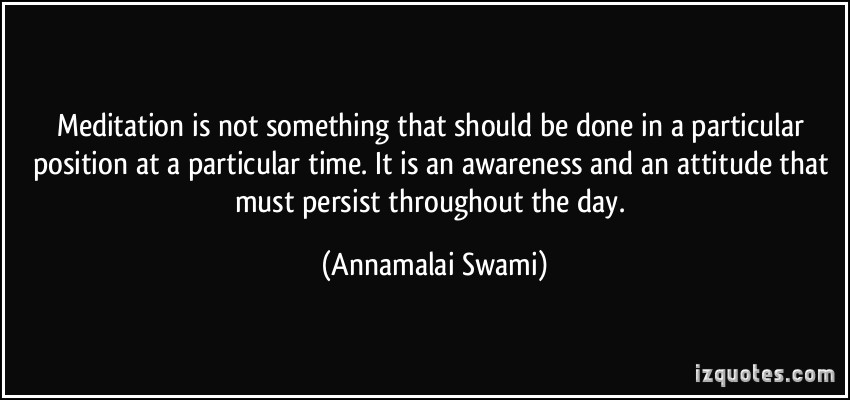 Meditation is not something that should be done in a particular
position at a particular time. It is an awareness and an attitude that
must persist throughout the day.
(Annamalai Swami)
izquotes.com